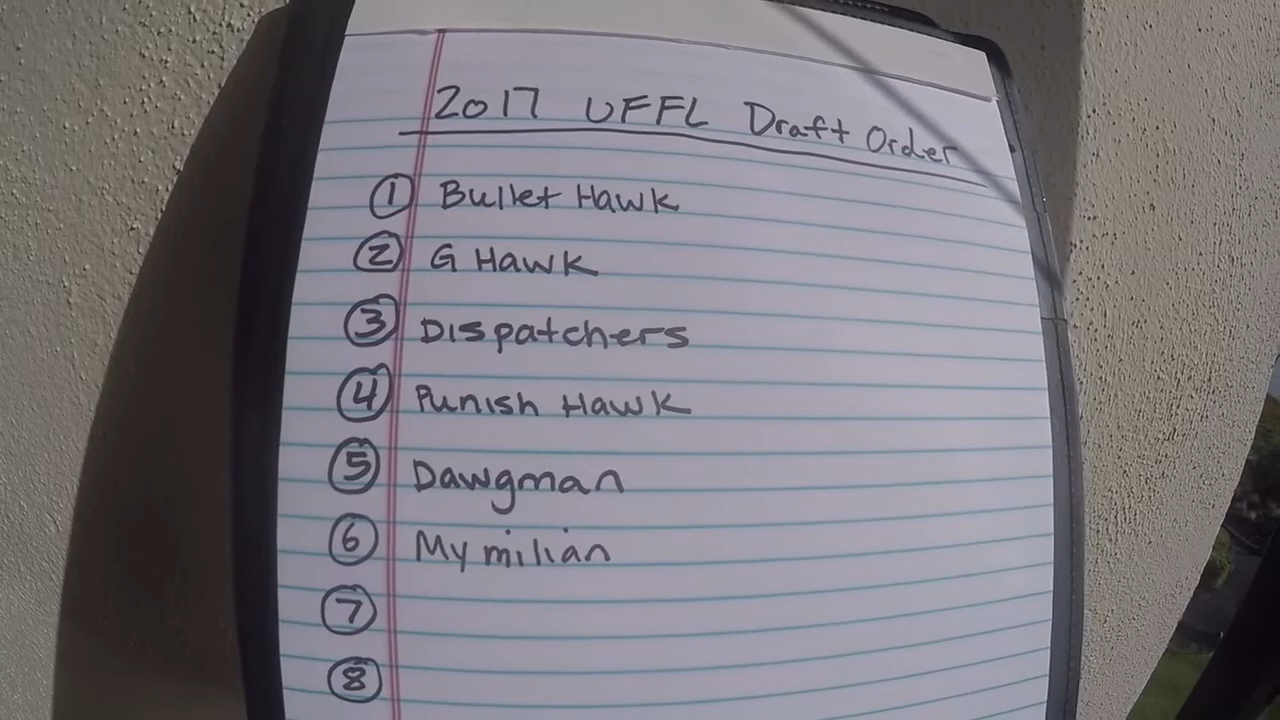 2017 UFFL Draft Order
1 Bullet Hawk
2 G Hawk
3 Dispatchers
4 Punish Hawk
5 Dawgman
6 My milian
7
8